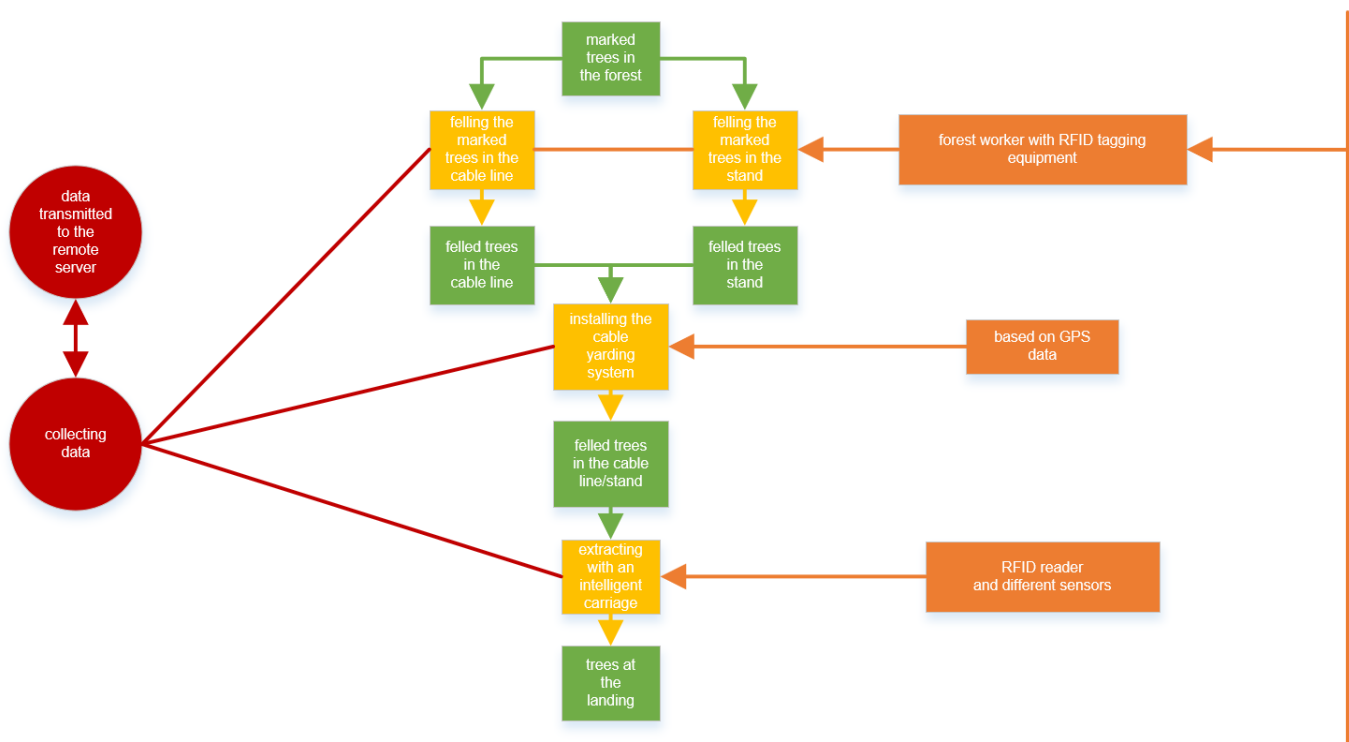 marked
trees in
the forest
felling the
marked
trees in the
cable line
felling the
marked
trees in the
stand
forest worker with RFID tagging
equipment
data
transmitted
to the
remote
server
felled trees
in the
cable line
felled trees
in the
stand
installing the
cable
yarding
system
based on GPS
data
collecting
data
felled trees
in the cable
line/stand
extracting
with an
intelligent
carriage
RFID reader
and different sensors
trees at
the
landing